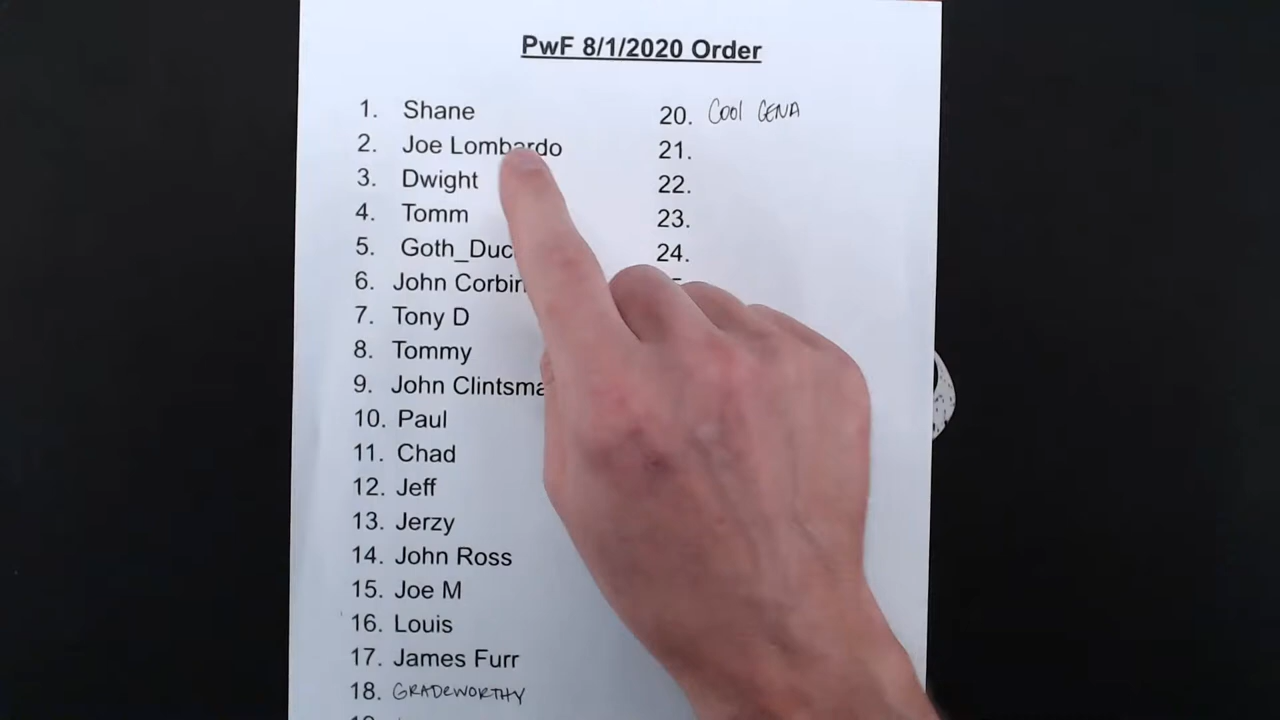 PwF 8/1/2020 Order
1. Shane
2. Joe Lombardo
3. Dwight
4. Tomm
5. Goth_Duc
6. John Corbin
7. Tony D
8. Tommy
9. John Clintsma
10. Paul
11. Chad
12. Jeff
13. Jerzy
14. John Ross
15. Joe M
16. Louis
17. James Furr
18. GRADEWORTHY
20. COOl CENA
21.
22.
23.
24.